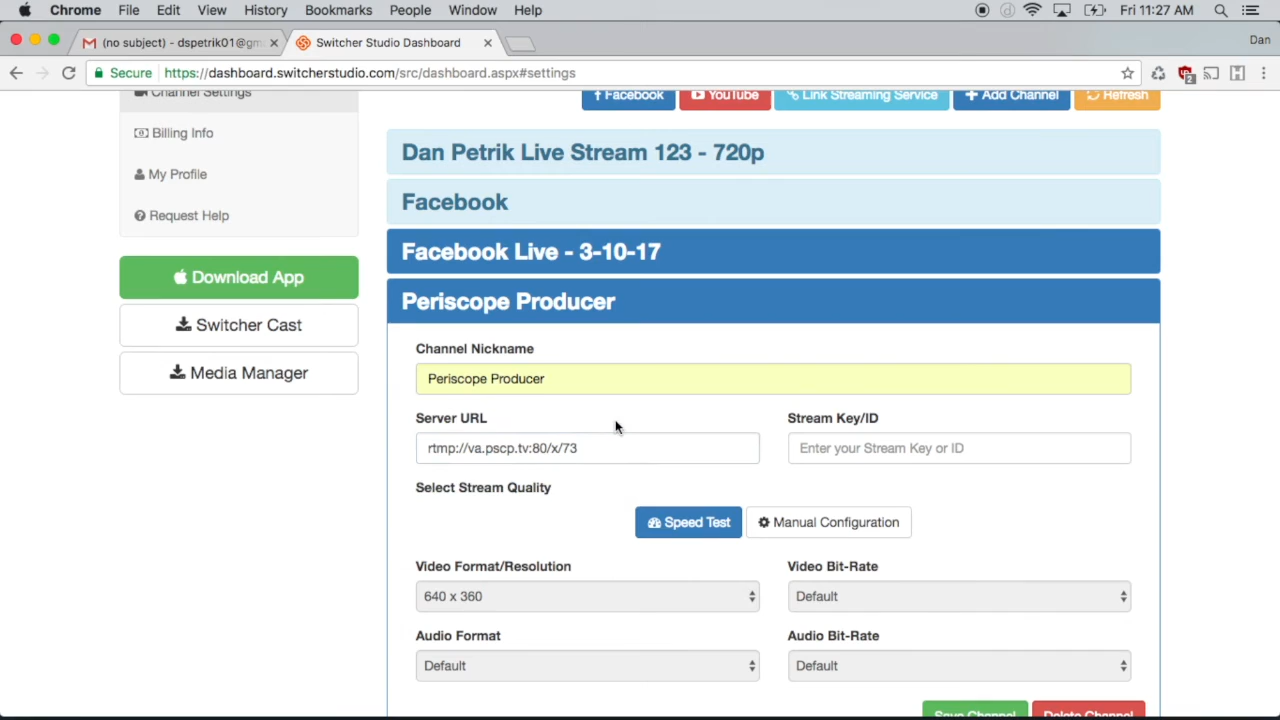 Chrome File Edit View History Bookmarks People Window Help Fri 11:27 AM
(no subject) - dspetrik01@gm Switcher Studio Dashboard Dan
Secure https://dashboard.switcherstudio.com/src/dashboard.aspx#settings
Channel Settings
Facebook YouTube Link Streaming Service Add Channel Refresh
Billing Info
My Profile
Request Help
Download App
Switcher Cast
Media Manager
Dan Petrik Live Stream 123 - 720p
Facebook
Facebook Live - 3-10-17
Periscope Producer
Channel Nickname
Periscope Producer
Server URL Stream Key/ID
rtmp://va.pscp.tv:80/x/73 Enter your Stream Key or ID
Select Stream Quality
Speed Test Manual Configuration
Video Format/Resolution Video Bit-Rate
640 x 360 Default
Audio Format Audio Bit-Rate
Default Default
Save Channel Delete Channel